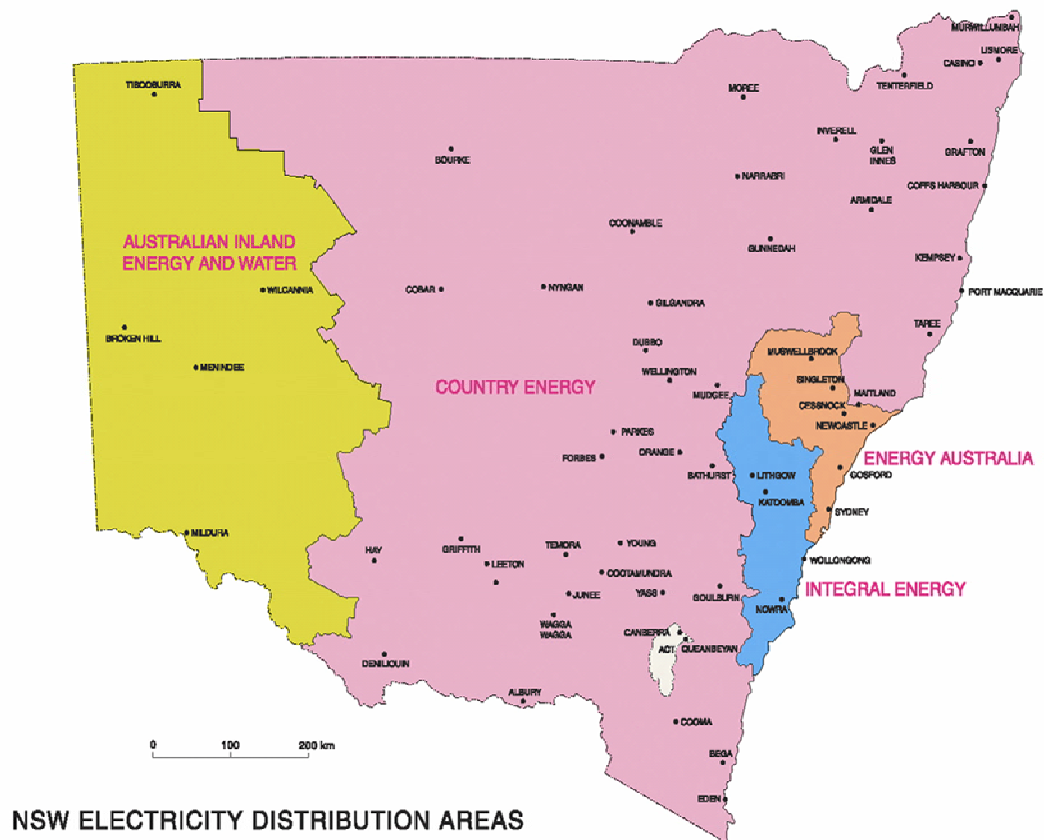 MURWILLUMBAH
LISMORE
CASINO
TENTERFIELD
TIBOOBURRA
MOREE
INVERELL
GLEN
INNES
GRAFTON
BOURKE
NARRABRI
COFFS HARBOUR
ARMIDALE
COONAMBLE
GUNNEDAH
AUSTRALIAN INLAND
ENERGY AND WATER
KEMPSEY
WILCANNIA
COBAR
NYNGAN
PORT MACQUARIE
GILGANDRA
TAREE
BROKEN HILL
DUBBO
MUSWELLBROCK
MENINDEE
WELLINGTON
SINGLETON
COUNTRY ENERGY
MUDGEE
MAITLAND
CESSNOCK
NEWCASTLE
PARKES
FORBES
ORANGE
ENERGY AUSTRALIA
BATHURST
LITHGOW
GOSFORD
KATOOMBA
SYDNEY
MILDURA
HAY
GRIFFITH
TEMORA
YOUNG
LEETON
WOLLONGONG
COOTAMUNDRA
INTEGRAL ENERGY
JUNEE
YASS
GOULBURN
NOWRA
WAGGA
WAGGA
CANBERRA
ACT
QUEANBEYAN
DENILIQUIN
ALBURY
COOMA
0 100 200 km
BEGA
EDEN
NSW ELECTRICITY DISTRIBUTION AREAS